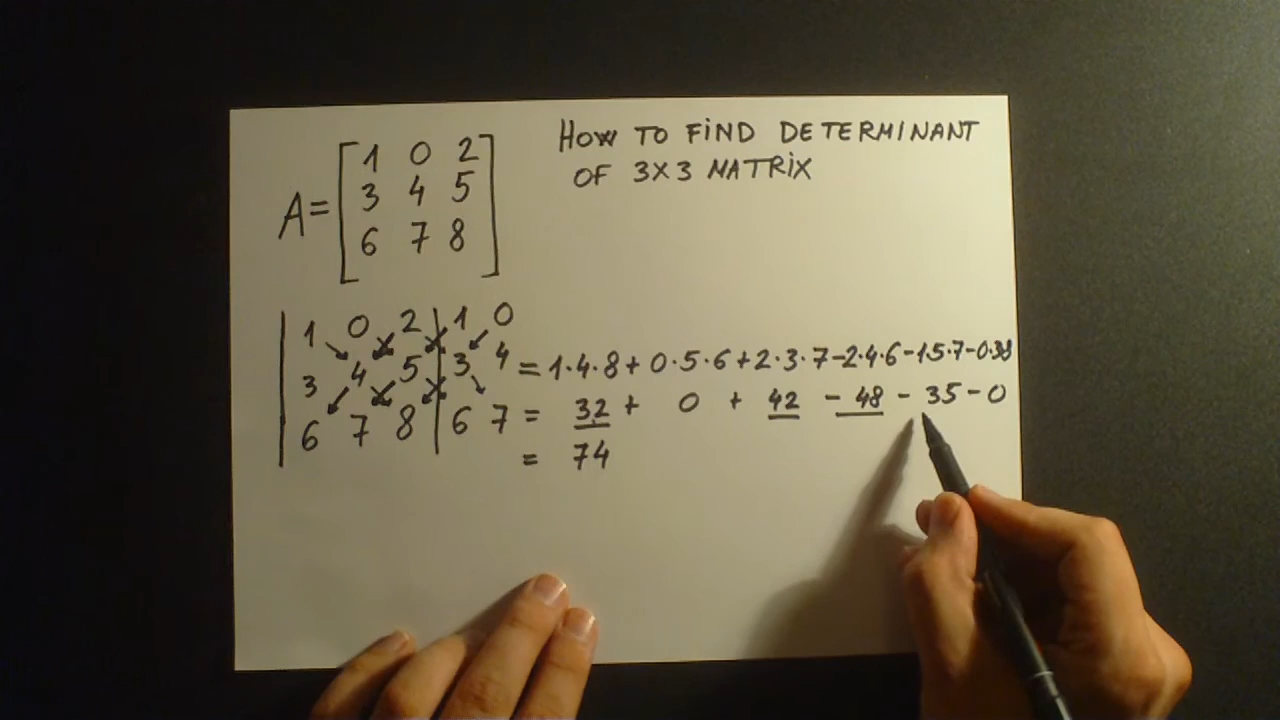 HOW TO FIND DETERMINANT
OF 3X3 MATRIX
A=
1 0 2
3 4 5
6 7 8
1 0 2 1 0
3 4 5 3 4 = 1·4·8 + 0·5·6 + 2·3·7 - 2·4·6 - 1·5·7 - 0·3·8
6 7 8 6 7 = 32 + 0 + 42 - 48 - 35 - 0
= 74